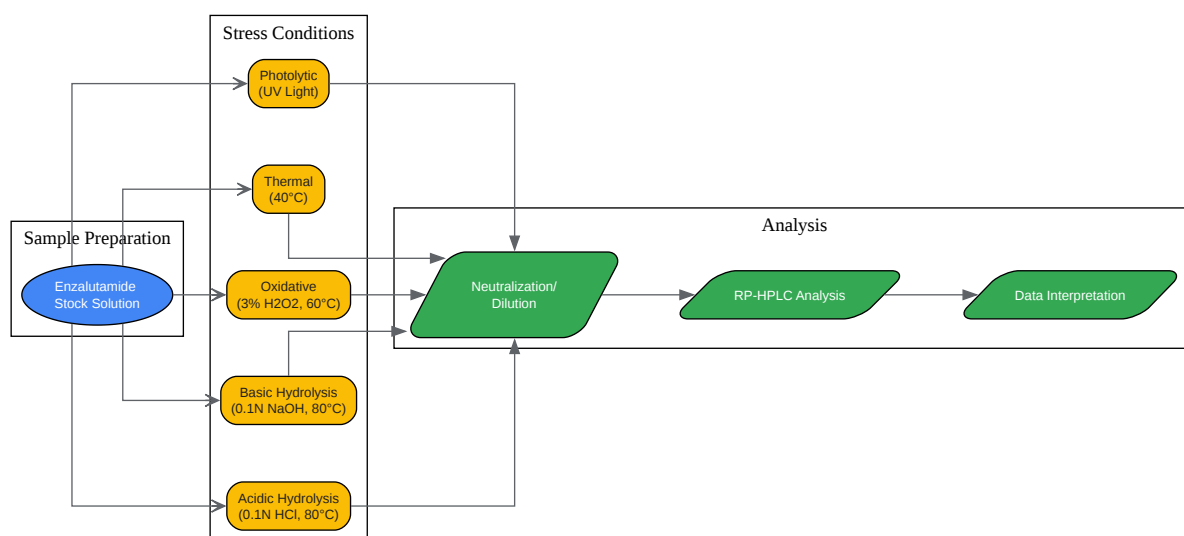 Stress Conditions
Photolytic
(UV Light)
Thermal
(40°C)
Sample Preparation
Enzalutamide
Stock Solution
Oxidative
(3% H2O2, 60°C)
Basic Hydrolysis
(0.1N NaOH, 80°C)
Acidic Hydrolysis
(0.1N HCl, 80°C)
Analysis
Neutralization/
Dilution
RP-HPLC Analysis
Data Interpretation